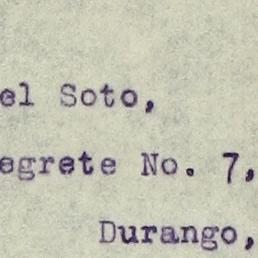 el Soto,
egrete No. 7,
Durango,